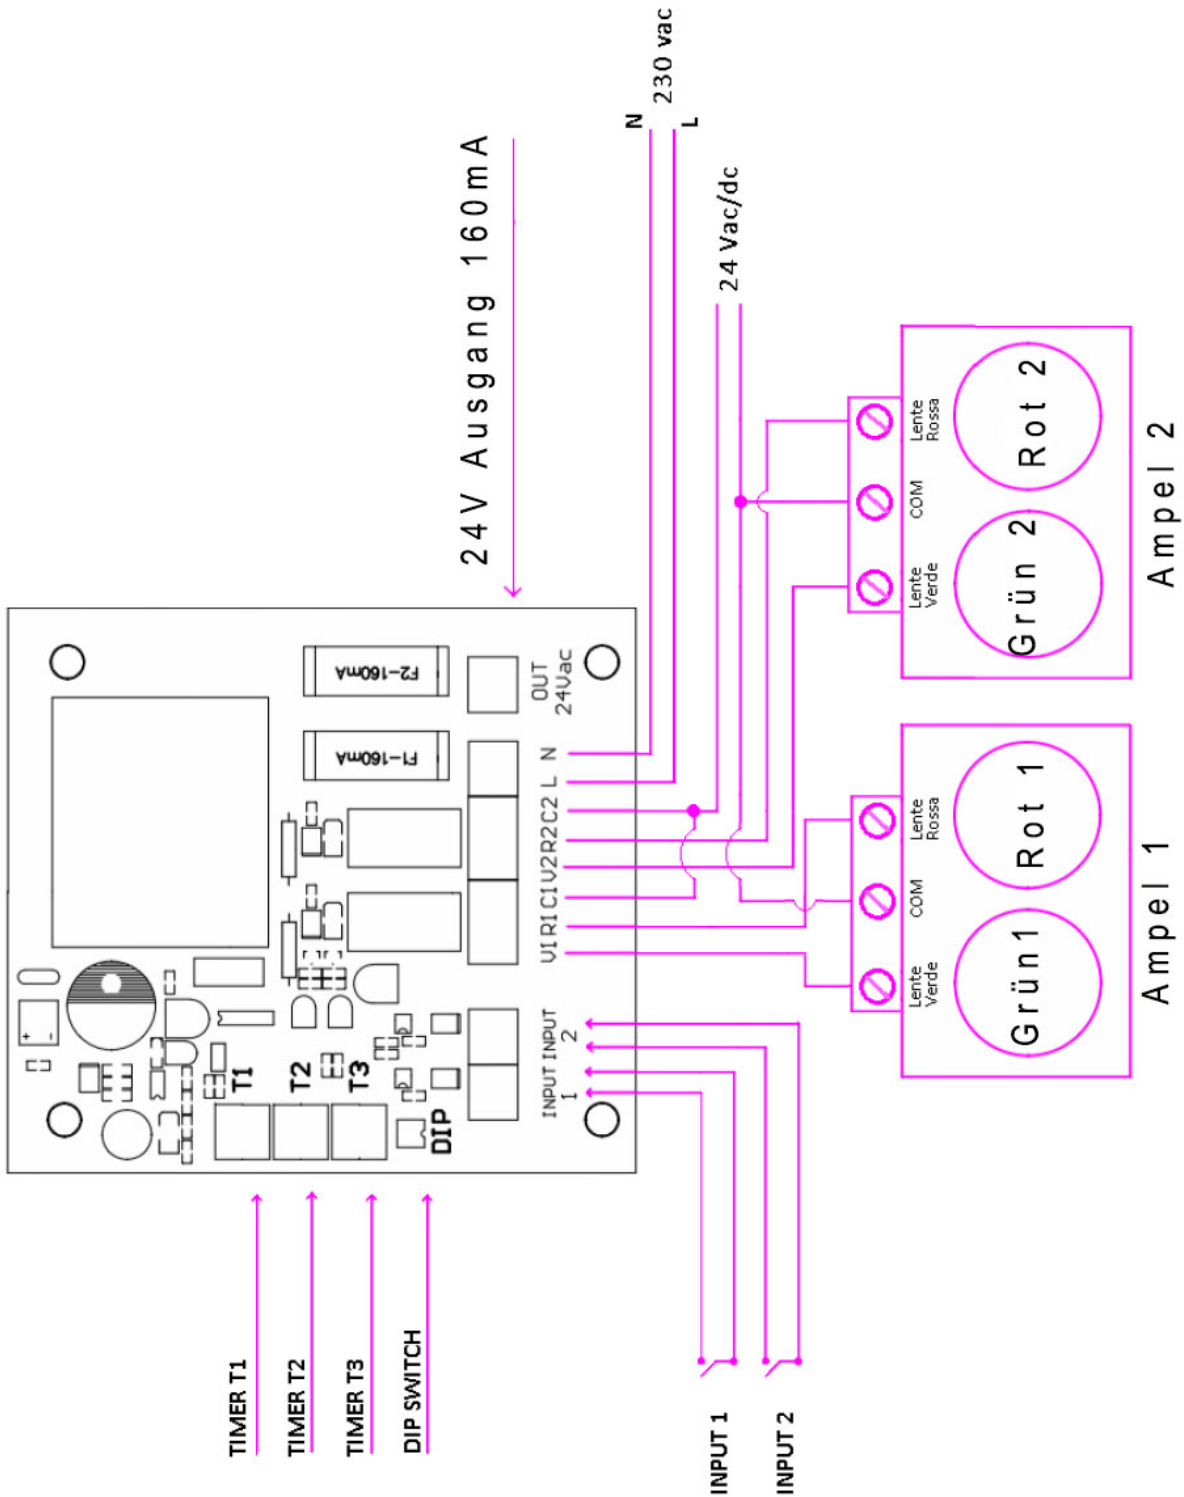 TIMER T1
TIMER T2
TIMER T3
DIP SWITCH
24V Ausgang 160mA
T1
T2
T3
DIP
F1-160mA
F2-160mA
INPUT
1
INPUT
2
V1
R1
C1
V2
R2
C2
L
N
OUT
24Vac
N
230 vac
L
24 Vac/dc
INPUT 1
INPUT 2
Lente
Verde
COM
Lente
Rossa
Grün1
Rot 1
Ampel 1
Lente
Verde
COM
Lente
Rossa
Grün 2
Rot 2
Ampel 2
+
-